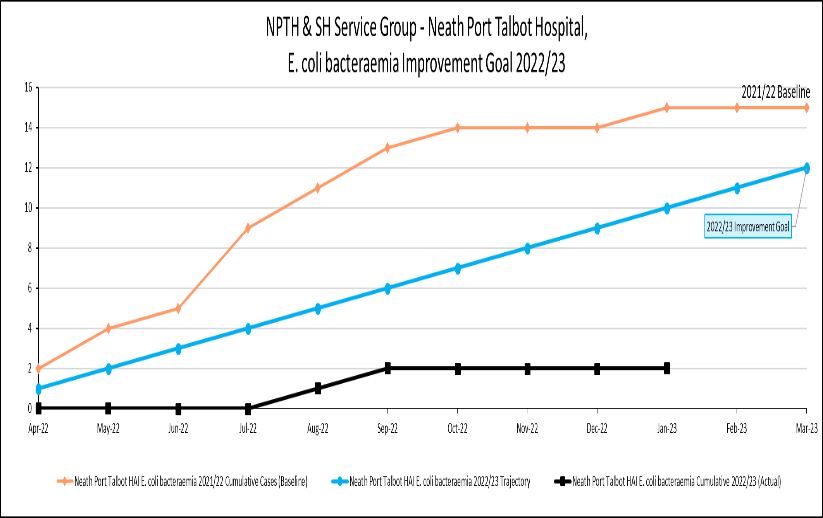 NPTH & SH Service Group - Neath Port Talbot Hospital,
E. coli bacteraemia Improvement Goal 2022/23
16
2021/22 Baseline
14
12
10
2022/23 Improvement Goal
8
6
4
2
0
Apr-22 May-22 Jun-22 Jul-22 Aug-22 Sep-22 Oct-22 Nov-22 Dec-22 Jan-23 Feb-23 Mar-23
Neath Port Talbot HAI E. coli bacteraemia 2021/22 Cumulative Cases (Baseline) Neath Port Talbot HAI E. coli bacteraemia 2022/23 Trajectory Neath Port Talbot HAI E. coli bacteraemia Cumulative 2022/23 (Actual)